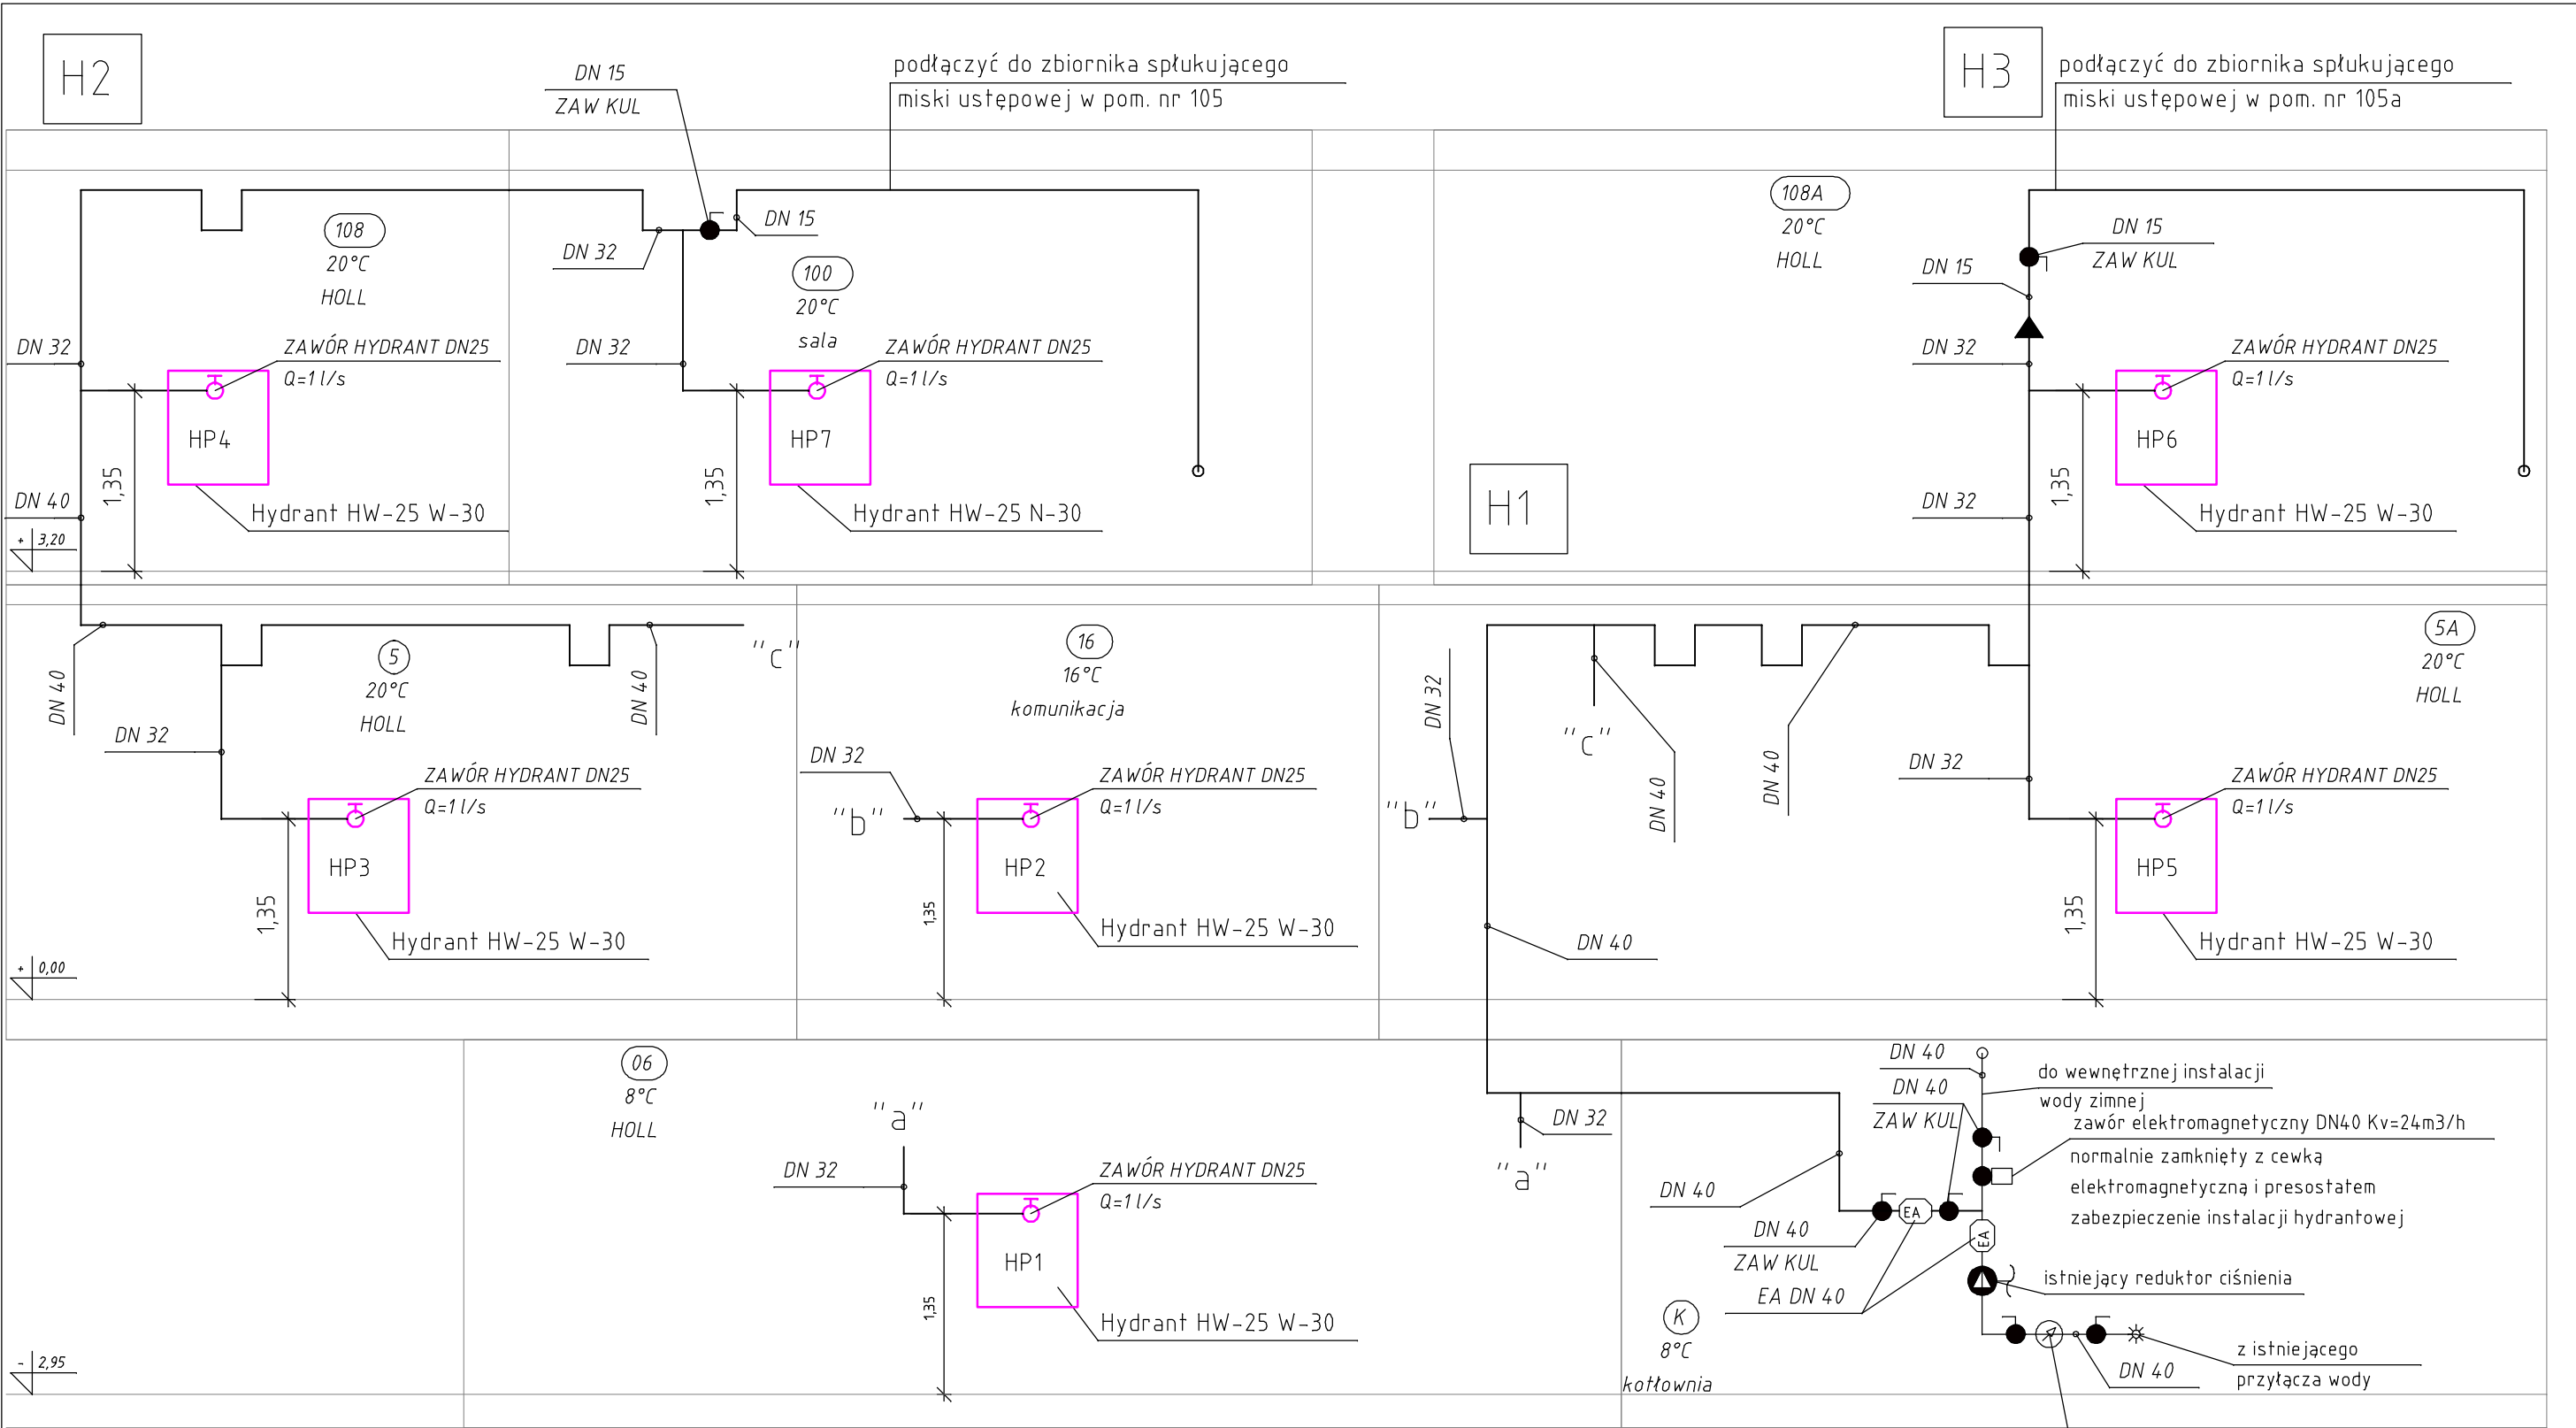 H2
DN 15
ZAW KUL
podłączyć do zbiornika spłukującego
miski ustępowej w pom. nr 105
H3
podłączyć do zbiornika spłukującego
miski ustępowej w pom. nr 105a
108
20°C
HOLL
DN 32
DN 15
100
20°C
sala
DN 32
ZAWÓR HYDRANT DN25
Q=1 l/s
HP4
1,35
DN 40
Hydrant HW-25 W-30
+ 3,20
DN 32
ZAWÓR HYDRANT DN25
Q=1 l/s
HP7
1,35
Hydrant HW-25 N-30
108A
20°C
HOLL
DN 15
ZAW KUL
DN 15
DN 32
ZAWÓR HYDRANT DN25
Q=1 l/s
HP6
1,35
DN 32
Hydrant HW-25 W-30
H1
DN 40
5
20°C
HOLL
DN 40
"c"
DN 32
ZAWÓR HYDRANT DN25
Q=1 l/s
HP3
1,35
Hydrant HW-25 W-30
+ 0,00
16
16°C
komunikacja
DN 32
"b"
ZAWÓR HYDRANT DN25
Q=1 l/s
HP2
1,35
Hydrant HW-25 W-30
DN 32
"b"
"c"
DN 40
DN 40
DN 40
5A
20°C
HOLL
DN 32
ZAWÓR HYDRANT DN25
Q=1 l/s
HP5
1,35
Hydrant HW-25 W-30
06
8°C
HOLL
"a"
DN 32
ZAWÓR HYDRANT DN25
Q=1 l/s
HP1
1,35
Hydrant HW-25 W-30
- 2,95
DN 32
"a"
DN 40
DN 40
DN 40
ZAW KUL
do wewnętrznej instalacji
wody zimnej
zawór elektromagnetyczny DN40 Kv=24m3/h
normalnie zamknięty z cewką
elektromagnetyczną i presostatem
zabezpieczenie instalacji hydrantowej
EA
EA
DN 40
ZAW KUL
EA DN 40
istniejący reduktor ciśnienia
K
8°C
kotłownia
DN 40
z istniejącego
przyłącza wody